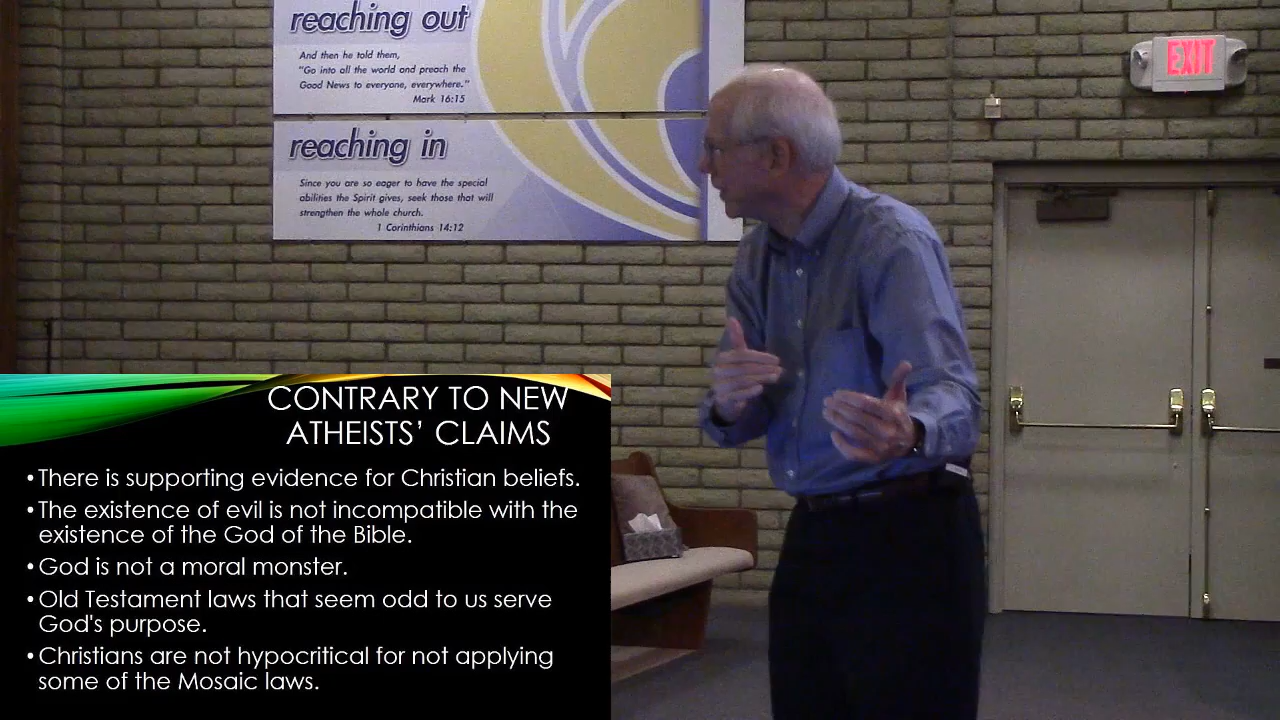 reaching out
And then he told them,
"Go into all the world and preach the
Good News to everyone, everywhere."
Mark 16:15
reaching in
Since you are so eager to have the special
abilities the Spirit gives, seek those that will
strengthen the whole church.
1 Corinthians 14:12
EXIT
CONTRARY TO NEW
ATHEISTS' CLAIMS
• There is supporting evidence for Christian beliefs.
• The existence of evil is not incompatible with the
existence of the God of the Bible.
• God is not a moral monster.
• Old Testament laws that seem odd to us serve
God's purpose.
• Christians are not hypocritical for not applying
some of the Mosaic laws.